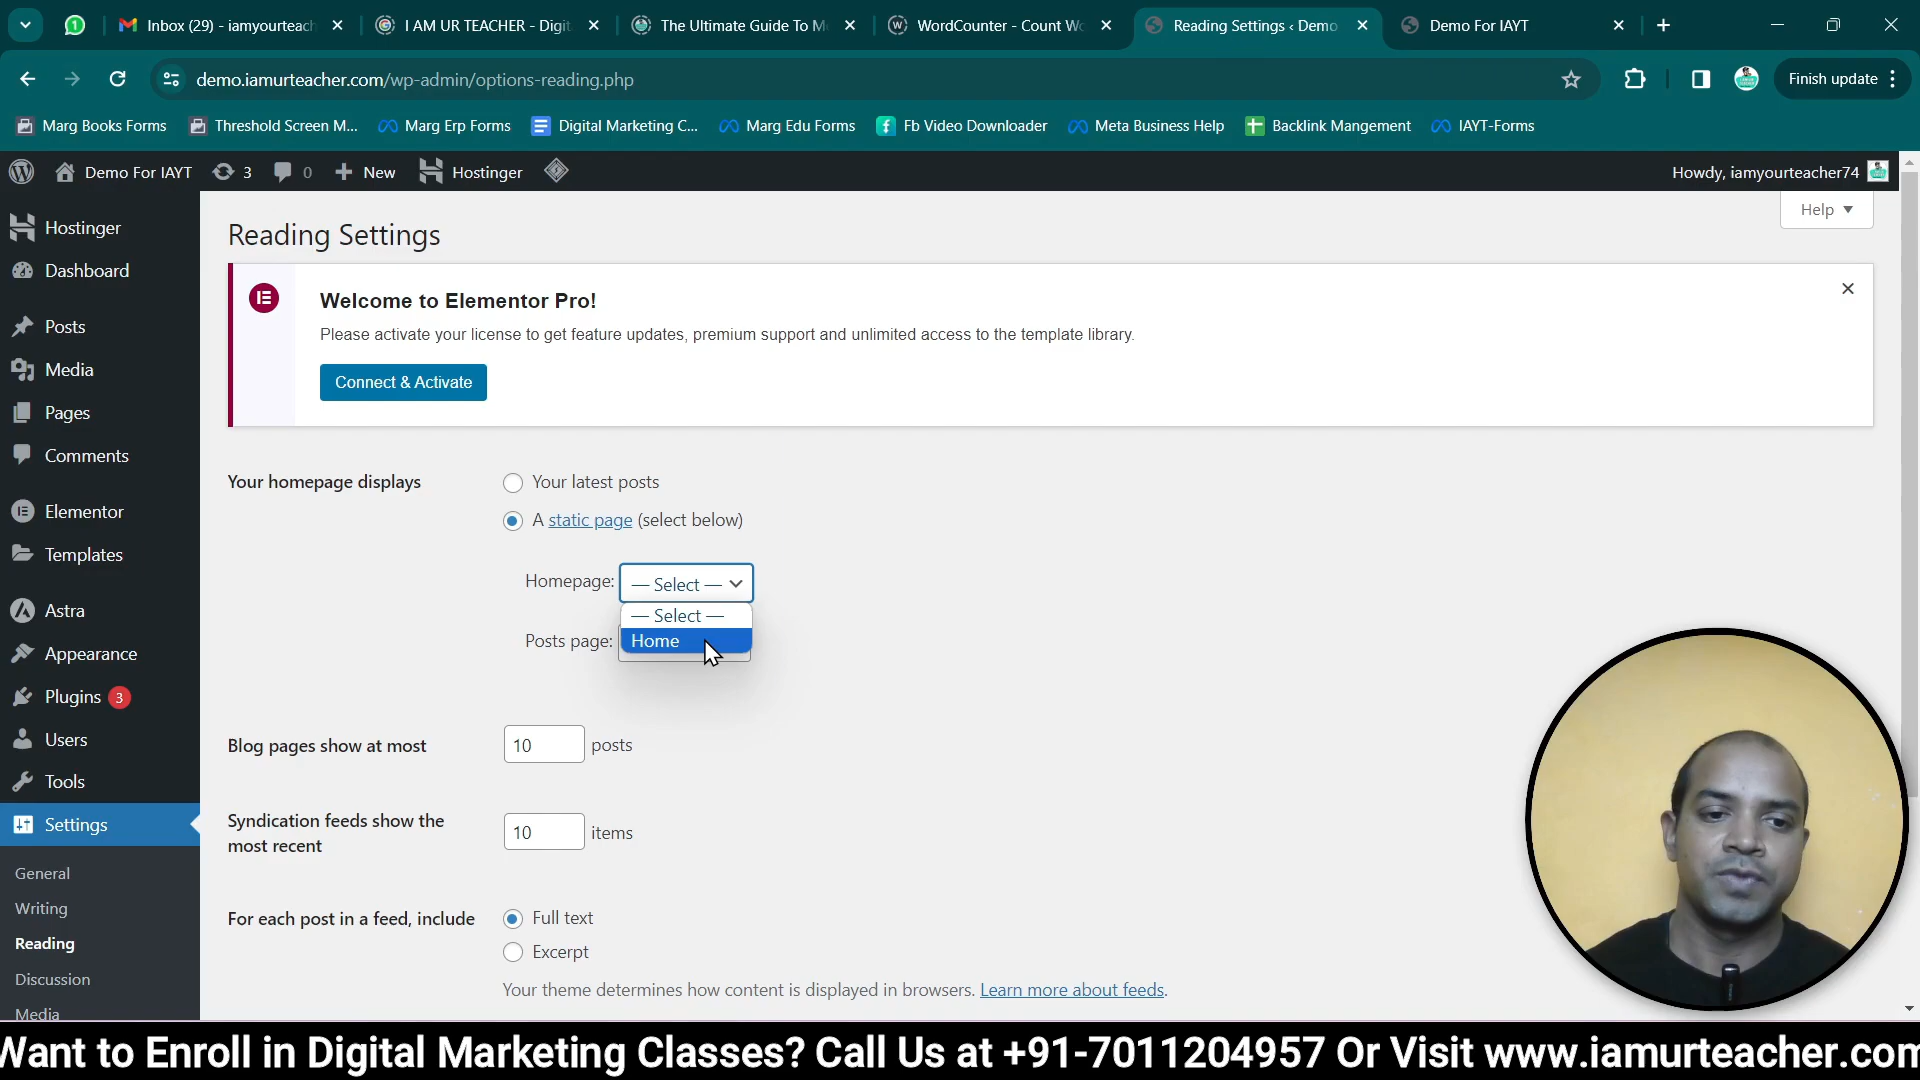 Inbox (29) - iamyourteach
I AM UR TEACHER - Digit
The Ultimate Guide To M
WordCounter - Count Wo
Reading Settings ‹ Demo
Demo For IAYT
demo.iamurteacher.com/wp-admin/options-reading.php
Finish update
Marg Books Forms
Threshold Screen M...
Marg Erp Forms
Digital Marketing C...
Marg Edu Forms
Fb Video Downloader
Meta Business Help
Backlink Mangement
IAYT-Forms
Demo For IAYT
3
0
New
Hostinger
Howdy, iamyourteacher74
Help
Hostinger
Dashboard
Posts
Media
Pages
Comments
Elementor
Templates
Astra
Appearance
Plugins 3
Users
Tools
Settings
General
Writing
Reading
Discussion
Media
Reading Settings
Welcome to Elementor Pro!
Please activate your license to get feature updates, premium support and unlimited access to the template library.
Connect & Activate
Your homepage displays
Your latest posts
A static page (select below)
Homepage: — Select —
— Select —
Posts page:
Home
Blog pages show at most
10 posts
Syndication feeds show the most recent
10 items
For each post in a feed, include
Full text
Excerpt
Your theme determines how content is displayed in browsers. Learn more about feeds.
Want to Enroll in Digital Marketing Classes? Call Us at +91-7011204957 Or Visit www.iamurteacher.com